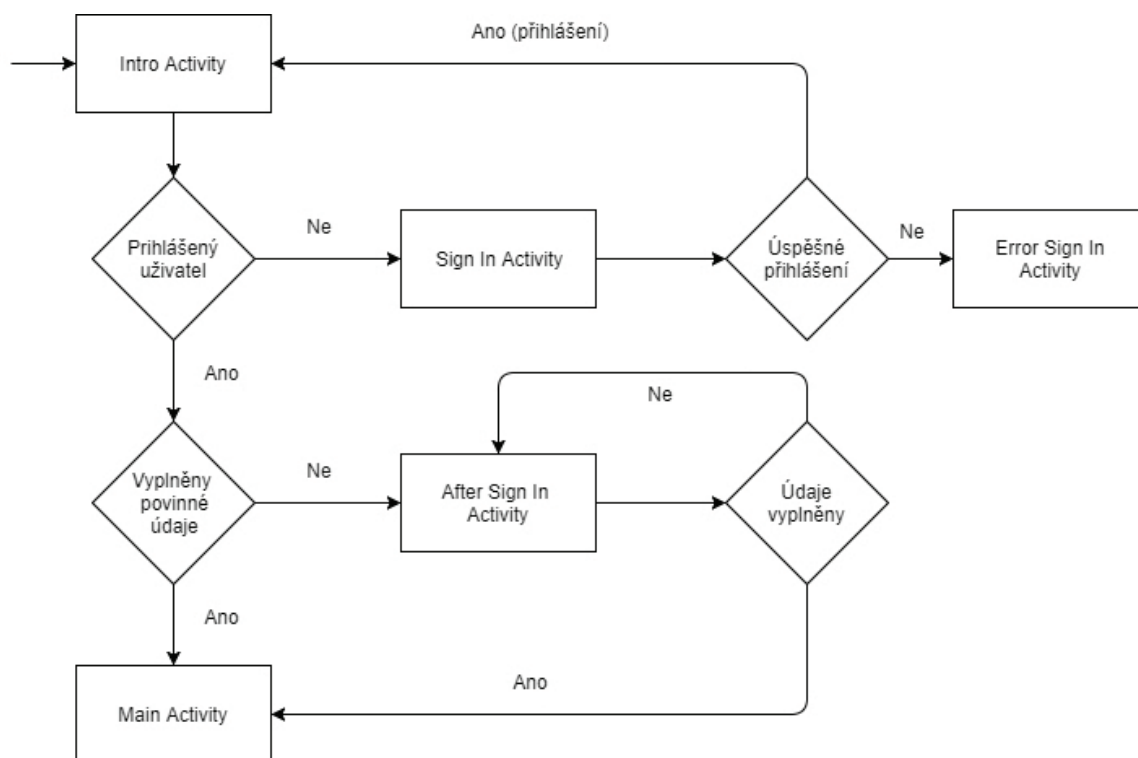 Ano (přihlášení)
Intro Activity
Prihlášený
uživatel
Ne
Sign In Activity
Úspěšné
přihlášení
Ne
Error Sign In
Activity
Ano
Ne
Vyplněny
povinné
údaje
Ne
After Sign In
Activity
Údaje
vyplněny
Ano
Ano
Main Activity